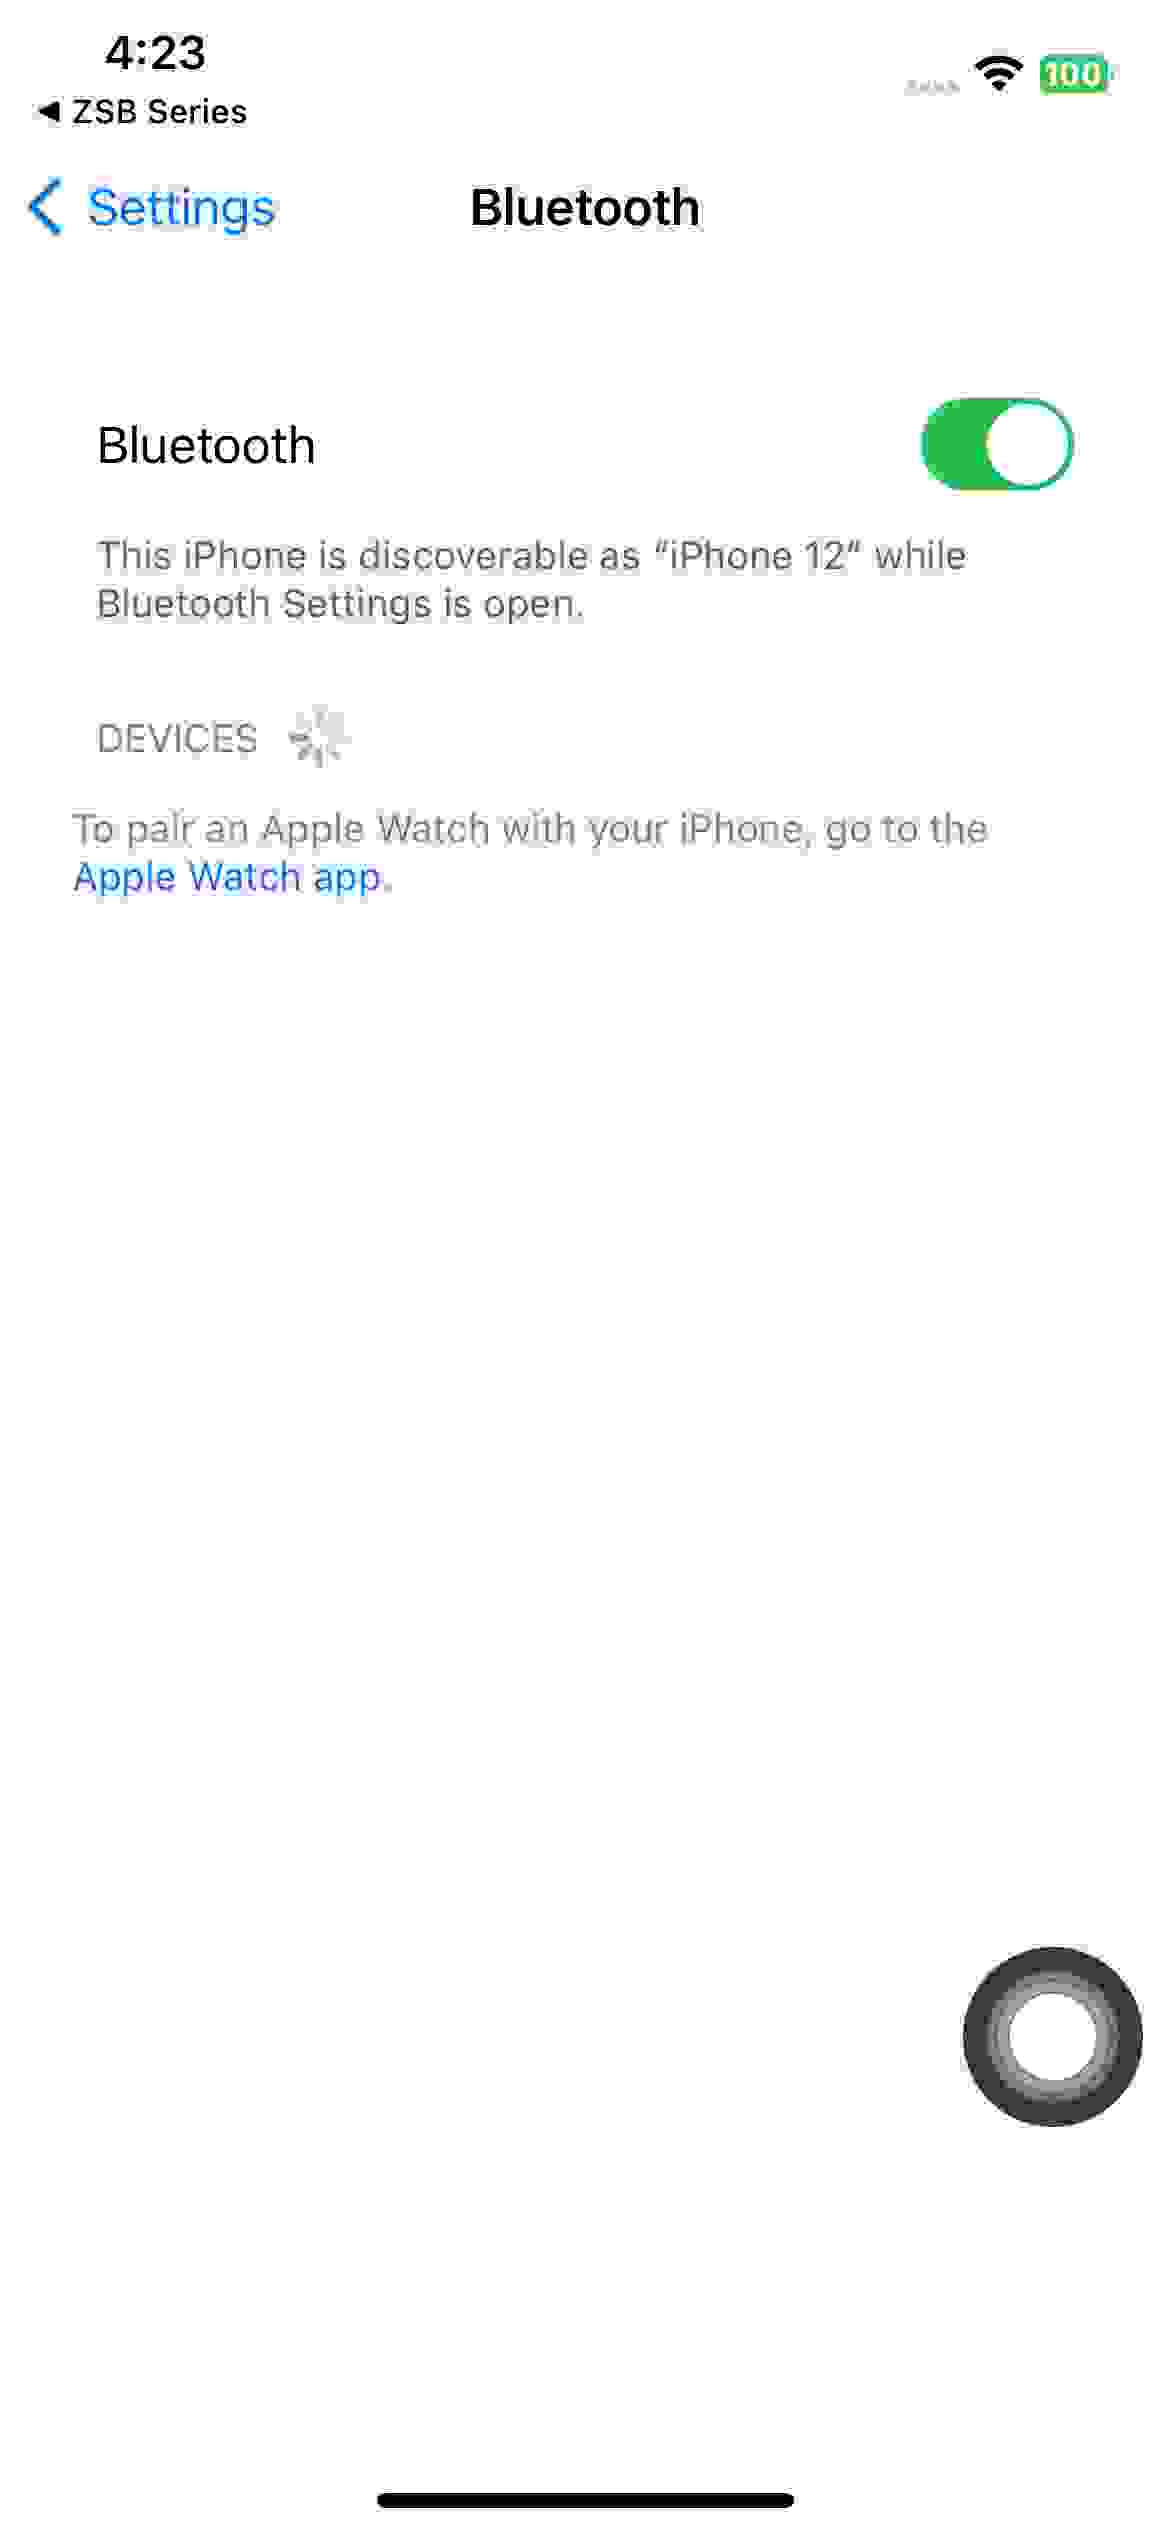 4:23
◀ ZSB Series
100
Settings
Bluetooth
Bluetooth
This iPhone is discoverable as “iPhone 12” while
Bluetooth Settings is open.
DEVICES
To pair an Apple Watch with your iPhone, go to the
Apple Watch app.